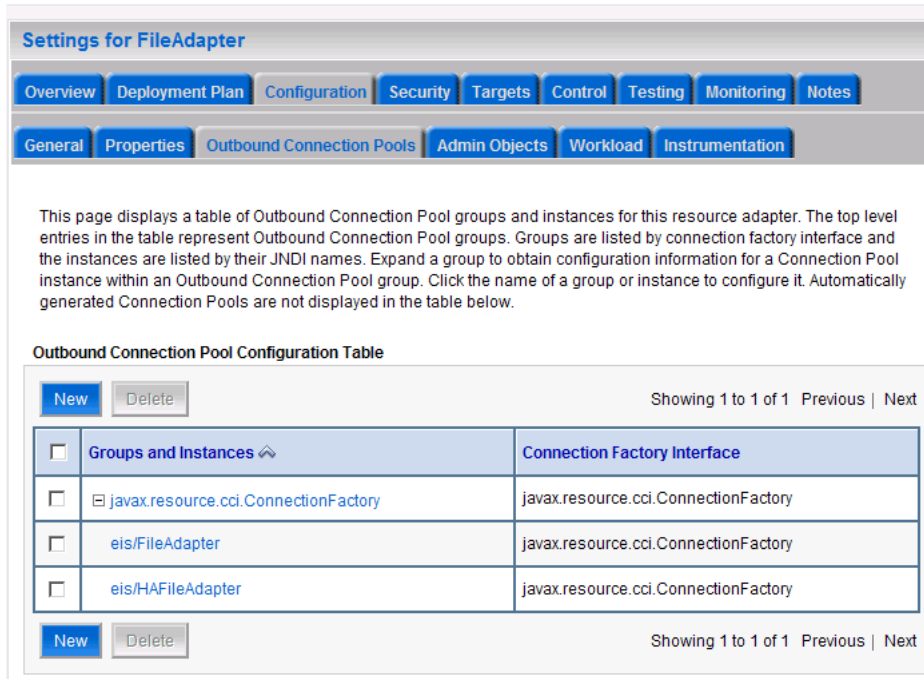 Settings for FileAdapter
Overview Deployment Plan Configuration Security Targets Control Testing Monitoring Notes
General Properties Outbound Connection Pools Admin Objects Workload Instrumentation
This page displays a table of Outbound Connection Pool groups and instances for this resource adapter. The top level
entries in the table represent Outbound Connection Pool groups. Groups are listed by connection factory interface and
the instances are listed by their JNDI names. Expand a group to obtain configuration information for a Connection Pool
instance within an Outbound Connection Pool group. Click the name of a group or instance to configure it. Automatically
generated Connection Pools are not displayed in the table below.
Outbound Connection Pool Configuration Table
New Delete Showing 1 to 1 of 1 Previous | Next
Groups and Instances Connection Factory Interface
javax.resource.cci.ConnectionFactory javax.resource.cci.ConnectionFactory
eis/FileAdapter javax.resource.cci.ConnectionFactory
eis/HAFileAdapter javax.resource.cci.ConnectionFactory
New Delete Showing 1 to 1 of 1 Previous | Next